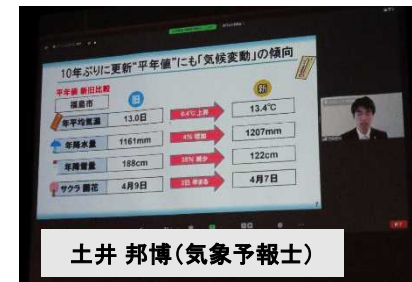 10年ぶりに更新“平年値”にも「気候変動」の傾向
平年値 新旧比較
福島市
旧
新
年平均気温
13.0日
0.4℃上昇
13.4℃
年降水量
1161mm
4% 増加
1207mm
年降雪量
188cm
35% 減少
122cm
サクラ 開花
4月9日
2日 早まる
4月7日
土井 邦博(気象予報士)